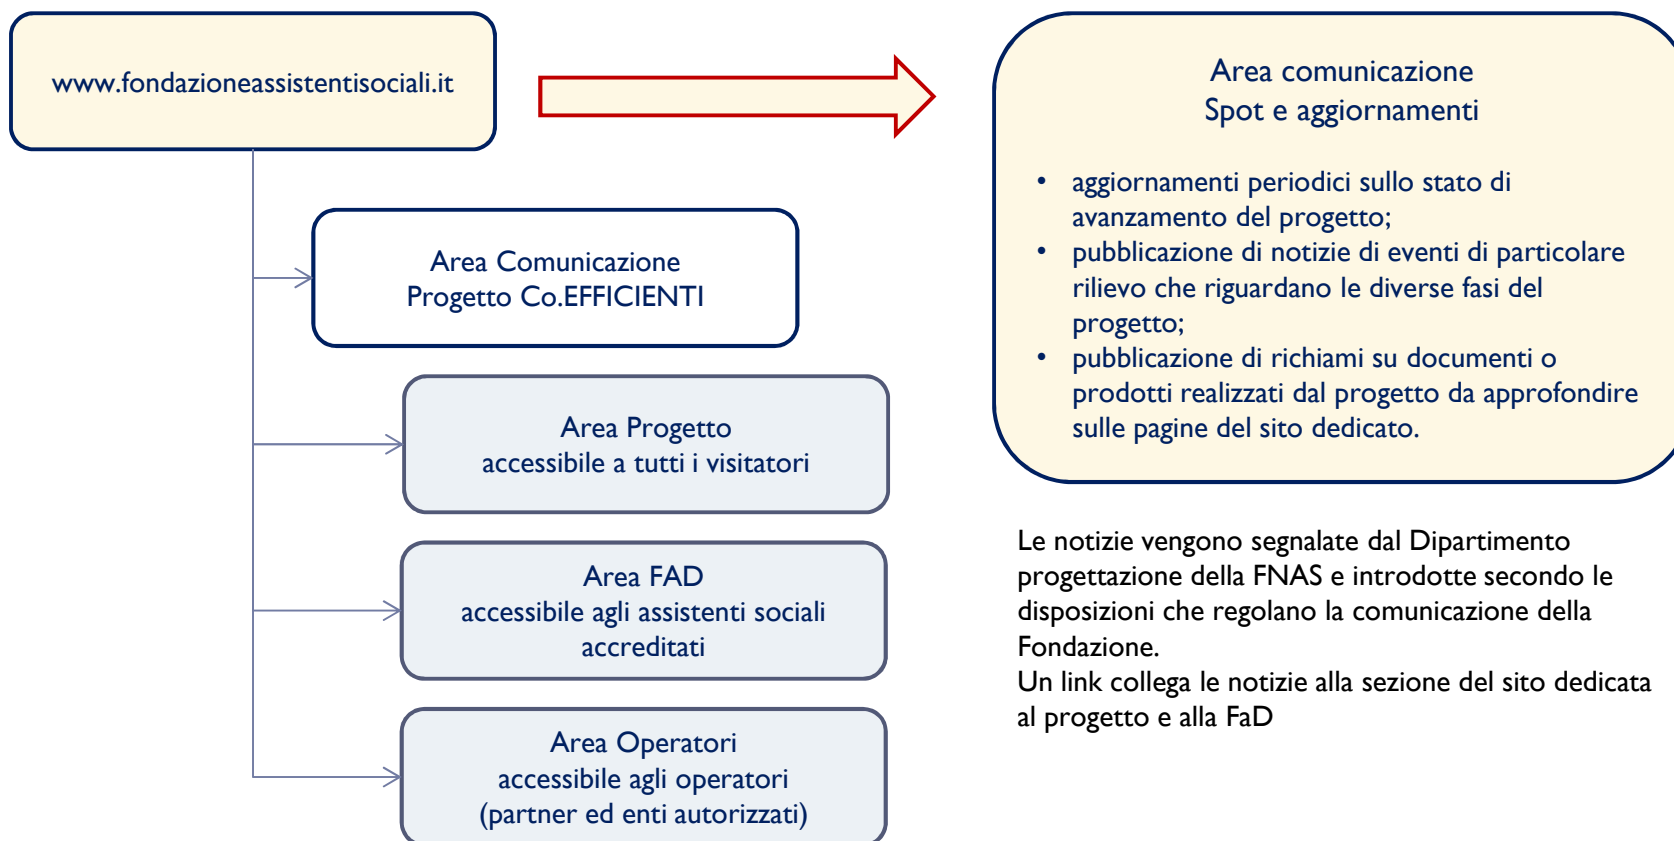 www.fondazioneassistentisociali.it
Area Comunicazione
Progetto Co.EFFICIENTI
Area Progetto
accessibile a tutti i visitatori
Area FAD
accessibile agli assistenti sociali
accreditati
Area Operatori
accessibile agli operatori
(partner ed enti autorizzati)
Area comunicazione
Spot e aggiornamenti
• aggiornamenti periodici sullo stato di
avanzamento del progetto;
• pubblicazione di notizie di eventi di particolare
rilievo che riguardano le diverse fasi del
progetto;
• pubblicazione di richiami su documenti o
prodotti realizzati dal progetto da approfondire
sulle pagine del sito dedicato.
Le notizie vengono segnalate dal Dipartimento
progettazione della FNAS e introdotte secondo le
disposizioni che regolano la comunicazione della
Fondazione.
Un link collega le notizie alla sezione del sito dedicata
al progetto e alla FaD